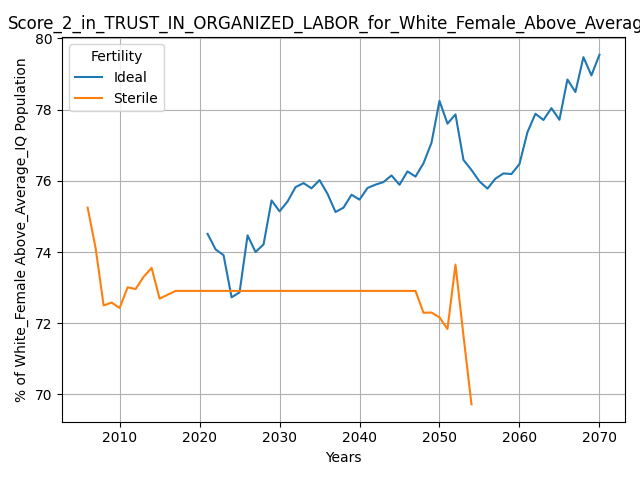 Score_2_in_TRUST_IN_ORGANIZED_LABOR_for_White_Female_Above_Averag
Fertility
Ideal
Sterile
% of White_Female Above_Average_IQ Population
80
78
76
74
72
70
2010
2020
2030
2040
2050
2060
2070
Years